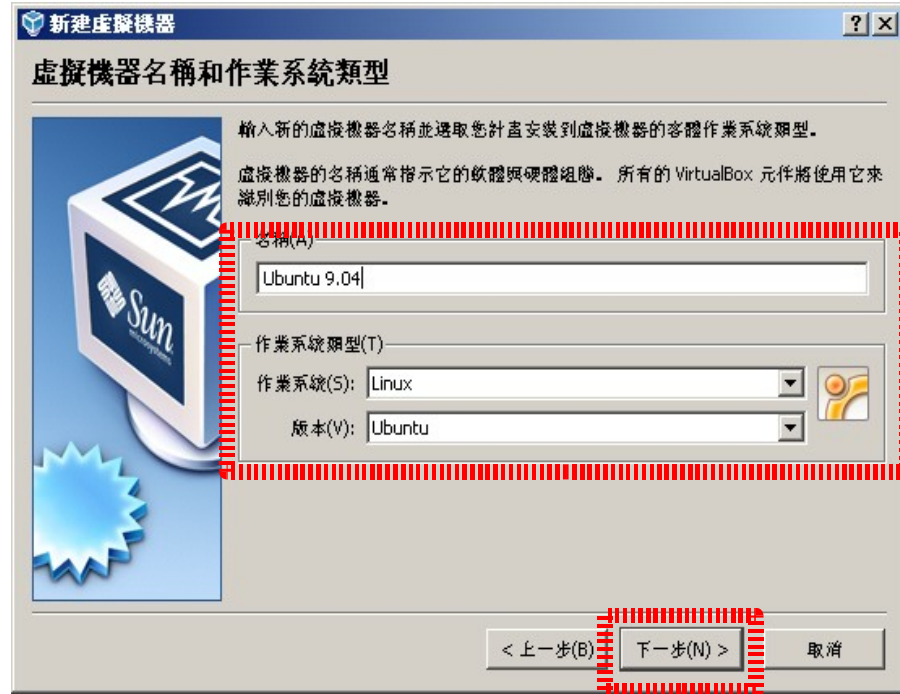 新建虛擬機器
虛擬機器名稱和作業系統類型
輸入新的虛擬機器名稱並選取您計畫安裝到虛擬機器的客體作業系統類型。
虛擬機器的名稱通常指示它的軟體與硬體組態。 所有的 VirtualBox 元件將使用它來
識別您的虛擬機器。
名稱(A)
Ubuntu 9.04
Sun
microsystems
作業系統類型(T)
作業系統(S): Linux
版本(V): Ubuntu
< 上一步(B) 下一步(N) > 取消